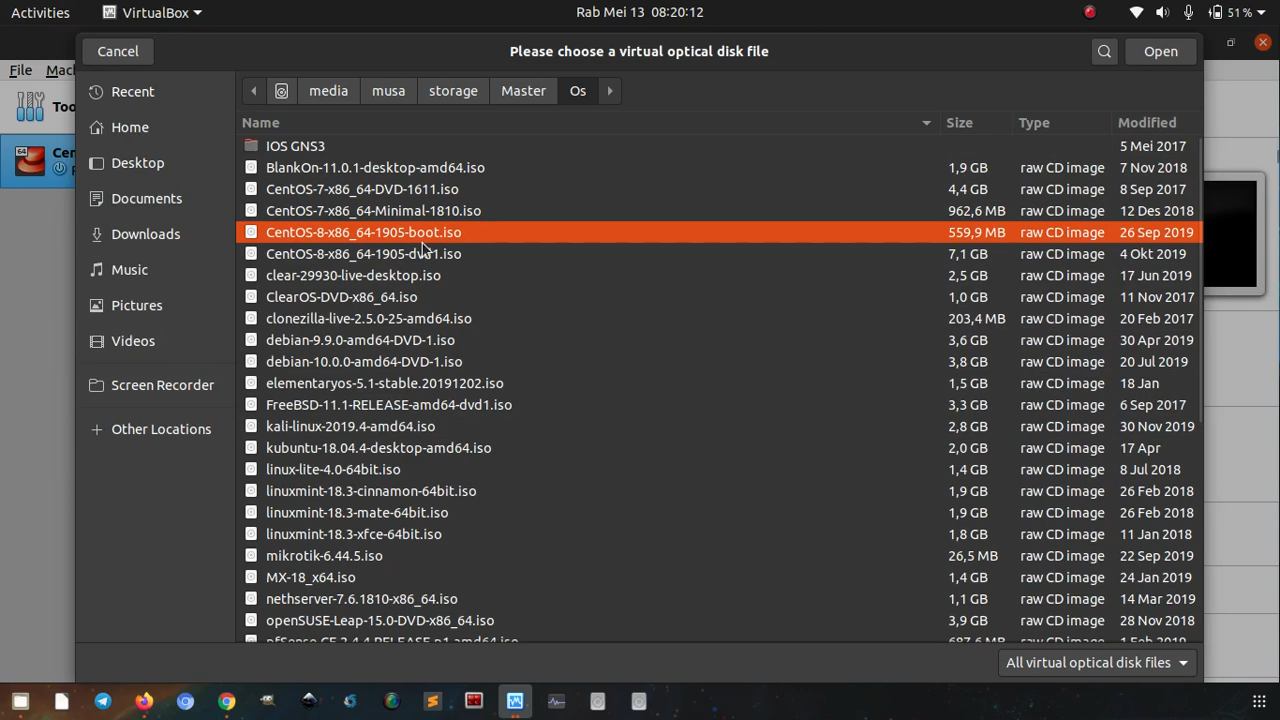 Activities VirtualBox Rab Mei 13 08:20:12 51 %
Cancel Please choose a virtual optical disk file Open
File
media musa storage Master Os
Recent
Home
Desktop
Documents
Downloads
Music
Pictures
Videos
Screen Recorder
Other Locations
64
Name Size Type Modified
IOS GNS3 5 Mei 2017
BlankOn-11.0.1-desktop-amd64.iso 1,9 GB raw CD image 7 Nov 2018
CentOS-7-x86_64-DVD-1611.iso 4,4 GB raw CD image 8 Sep 2017
CentOS-7-x86_64-Minimal-1810.iso 962,6 MB raw CD image 12 Des 2018
CentOS-8-x86_64-1905-boot.iso 559,9 MB raw CD image 26 Sep 2019
CentOS-8-x86_64-1905-dvd1.iso 7,1 GB raw CD image 4 Okt 2019
clear-29930-live-desktop.iso 2,5 GB raw CD image 17 Jun 2019
ClearOS-DVD-x86_64.iso 1,0 GB raw CD image 11 Nov 2017
clonezilla-live-2.5.0-25-amd64.iso 203,4 MB raw CD image 20 Feb 2017
debian-9.9.0-amd64-DVD-1.iso 3,6 GB raw CD image 30 Apr 2019
debian-10.0.0-amd64-DVD-1.iso 3,8 GB raw CD image 20 Jul 2019
elementaryos-5.1-stable.20191202.iso 1,5 GB raw CD image 18 Jan
FreeBSD-11.1-RELEASE-amd64-dvd1.iso 3,3 GB raw CD image 6 Sep 2017
kali-linux-2019.4-amd64.iso 2,8 GB raw CD image 30 Nov 2019
kubuntu-18.04.4-desktop-amd64.iso 2,0 GB raw CD image 17 Apr
linux-lite-4.0-64bit.iso 1,4 GB raw CD image 8 Jul 2018
linuxmint-18.3-cinnamon-64bit.iso 1,9 GB raw CD image 26 Feb 2018
linuxmint-18.3-mate-64bit.iso 1,9 GB raw CD image 26 Feb 2018
linuxmint-18.3-xfce-64bit.iso 1,8 GB raw CD image 11 Jan 2018
mikrotik-6.44.5.iso 26,5 MB raw CD image 22 Sep 2019
MX-18_x64.iso 1,4 GB raw CD image 24 Jan 2019
nethserver-7.6.1810-x86_64.iso 1,1 GB raw CD image 14 Mar 2019
openSUSE-Leap-15.0-DVD-x86_64.iso 3,9 GB raw CD image 28 Nov 2018
All virtual optical disk files